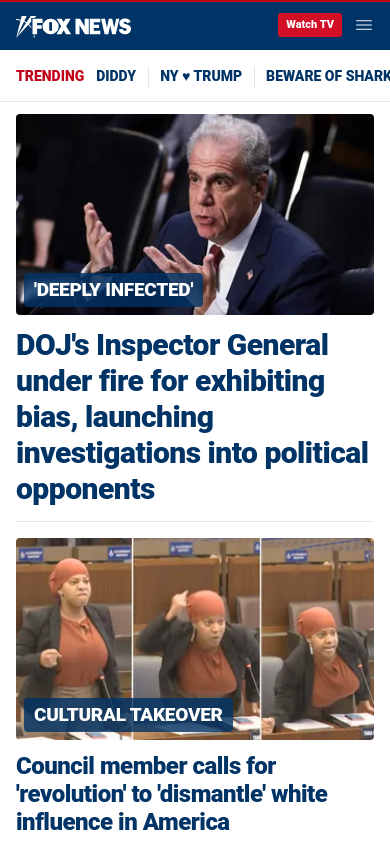 FOX NEWS
Watch TV
TRENDING DIDDY NY ♥ TRUMP BEWARE OF SHARK
'DEEPLY INFECTED'
DOJ's Inspector General
under fire for exhibiting
bias, launching
investigations into political
opponents
CULTURAL TAKEOVER
Council member calls for
'revolution' to 'dismantle' white
influence in America